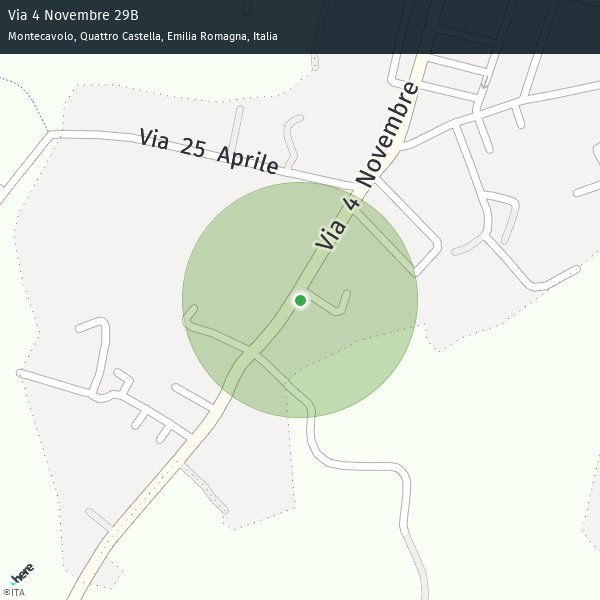 Via 4 Novembre 29B
Montecavolo, Quattro Castella, Emilia Romagna, Italia
Via 25 Aprile
Via 4 Novembre
here
©ITA